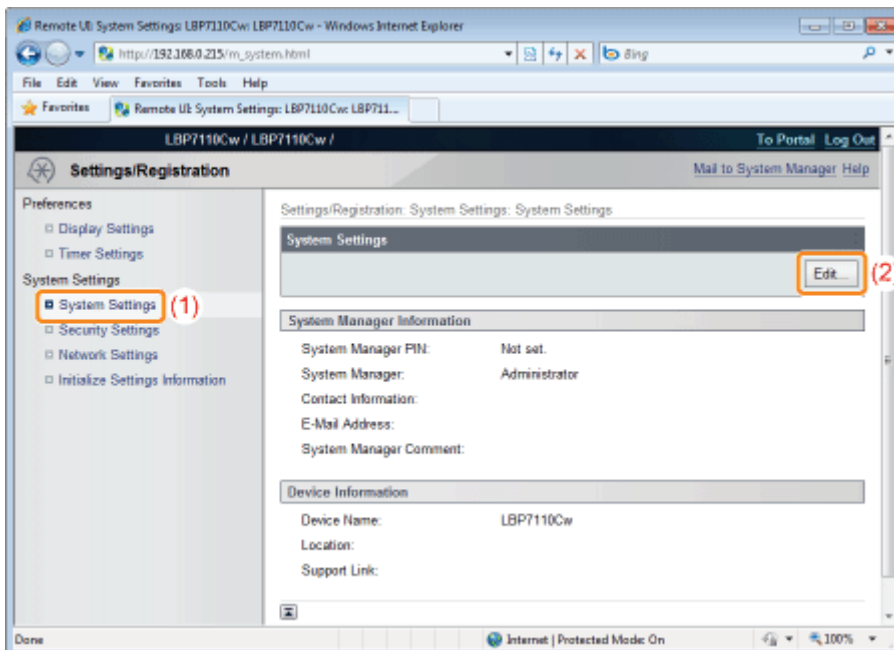 Remote UI: System Settings: LBP7110Cw: LBP7110Cw - Windows Internet Explorer
http://192.168.0.215/m_system.html
Bing
File Edit View Favorites Tools Help
Favorites
Remote UI: System Settings: LBP7110Cw: LBP711...
LBP7110Cw / LBP7110Cw /
To Portal Log Out
Settings/Registration
Mail to System Manager Help
Preferences
Display Settings
Timer Settings
System Settings
System Settings (1)
Security Settings
Network Settings
Initialize Settings Information
Settings/Registration: System Settings: System Settings
System Settings
Edit... (2)
System Manager Information
System Manager PIN: Not set.
System Manager: Administrator
Contact Information:
E-Mail Address:
System Manager Comment:
Device Information
Device Name: LBP7110Cw
Location:
Support Link:
Done
Internet | Protected Mode: On
100%